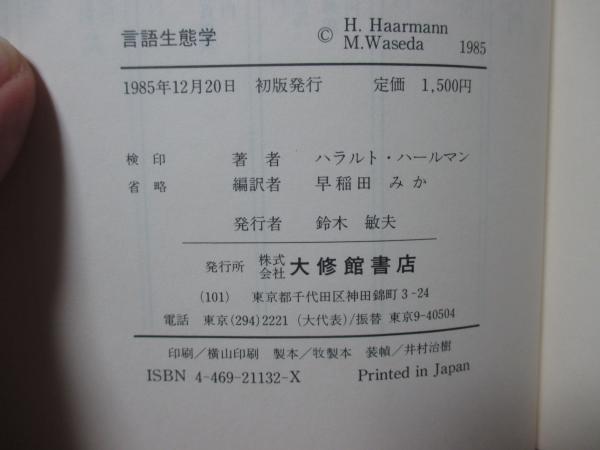 言語生態学 © H. Haarmann
M.Waseda 1985
1985年12月20日 初版発行 定価 1,500円
検印 著者 ハラルト・ハールマン
省略 編訳者 早稲田 みか
発行者 鈴木 敏夫
発行所 株式会社 大修館書店
(101) 東京都千代田区神田錦町3-24
電話 東京(294)2221 (大代表)/振替 東京9-40504
印刷/横山印刷 製本/牧製本 装幀/井村治樹
ISBN 4-469-21132-X Printed in Japan